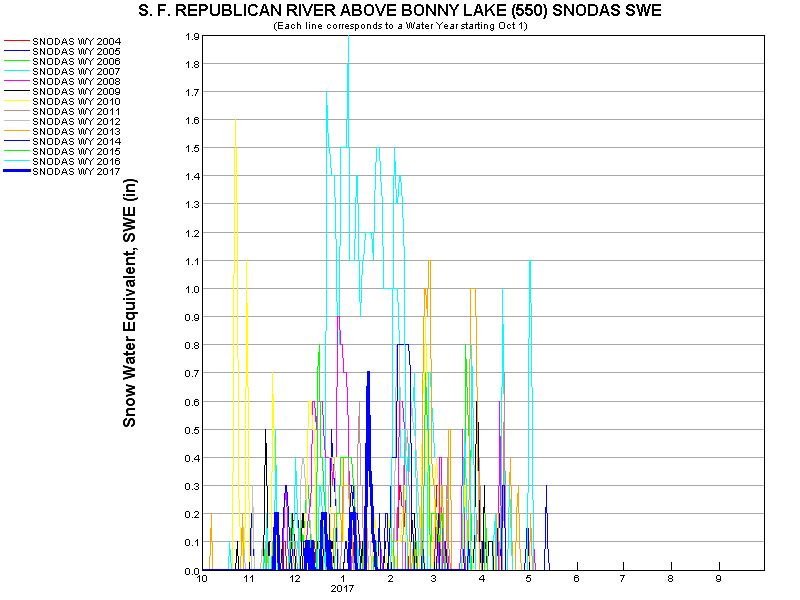 S. F. REPUBLICAN RIVER ABOVE BONNY LAKE (550) SNODAS SWE
(Each line corresponds to a Water Year starting Oct 1)
SNODAS WY 2004
SNODAS WY 2005
SNODAS WY 2006
SNODAS WY 2007
SNODAS WY 2008
SNODAS WY 2009
SNODAS WY 2010
SNODAS WY 2011
SNODAS WY 2012
SNODAS WY 2013
SNODAS WY 2014
SNODAS WY 2015
SNODAS WY 2016
SNODAS WY 2017
Snow Water Equivalent, SWE (in)
1.9
1.8
1.7
1.6
1.5
1.4
1.3
1.2
1.1
1.0
0.9
0.8
0.7
0.6
0.5
0.4
0.3
0.2
0.1
0.0
10 11 12 1 2 3 4 5 6 7 8 9
2017